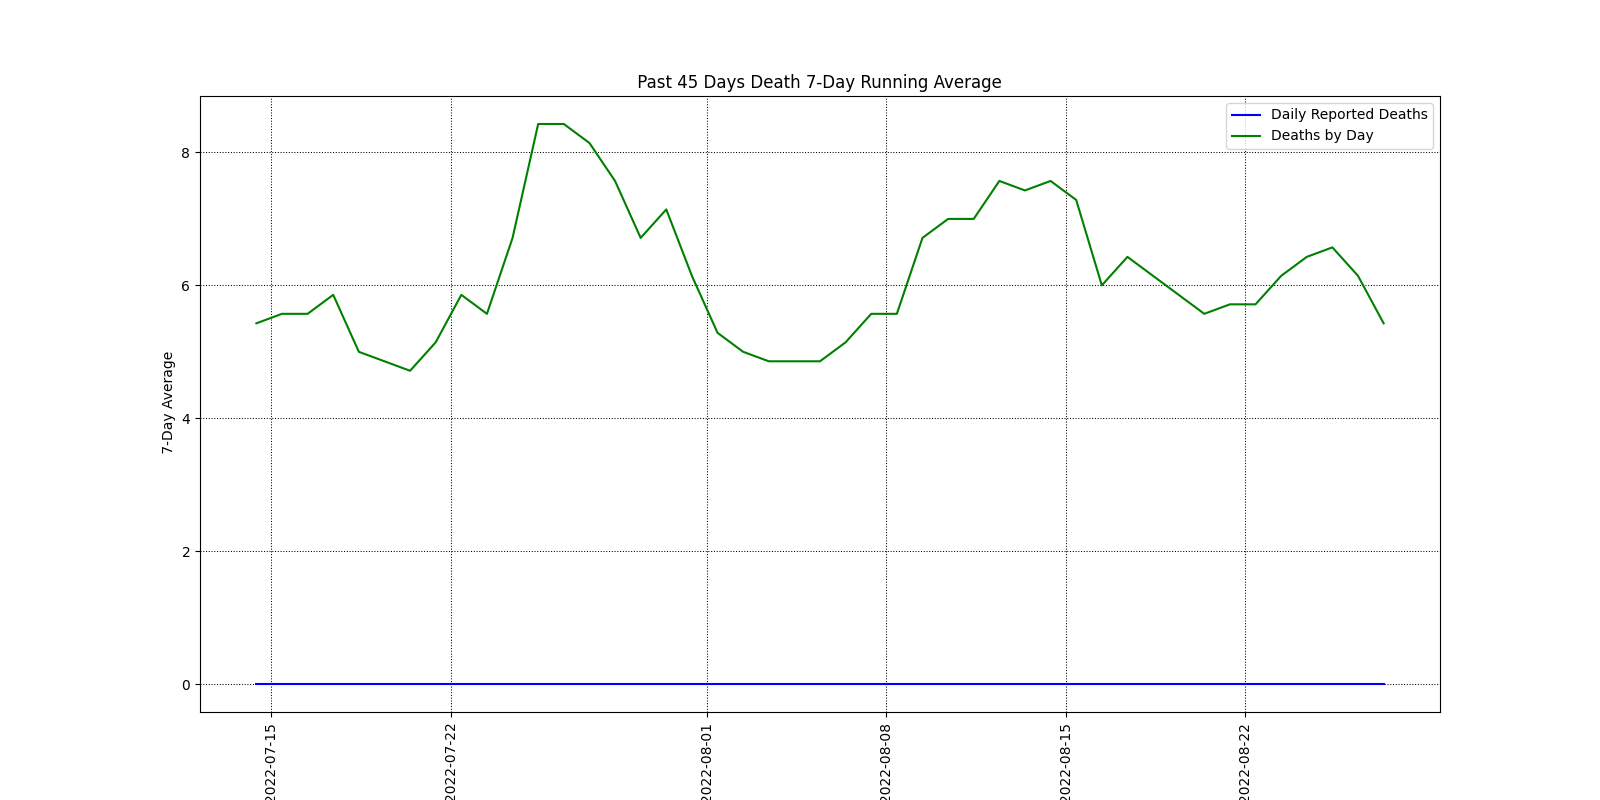 Past 45 Days Death 7-Day Running Average
Daily Reported Deaths
Deaths by Day
7-Day Average
8
6
4
2
0
2022-07-15
2022-07-22
2022-08-01
2022-08-08
2022-08-15
2022-08-22